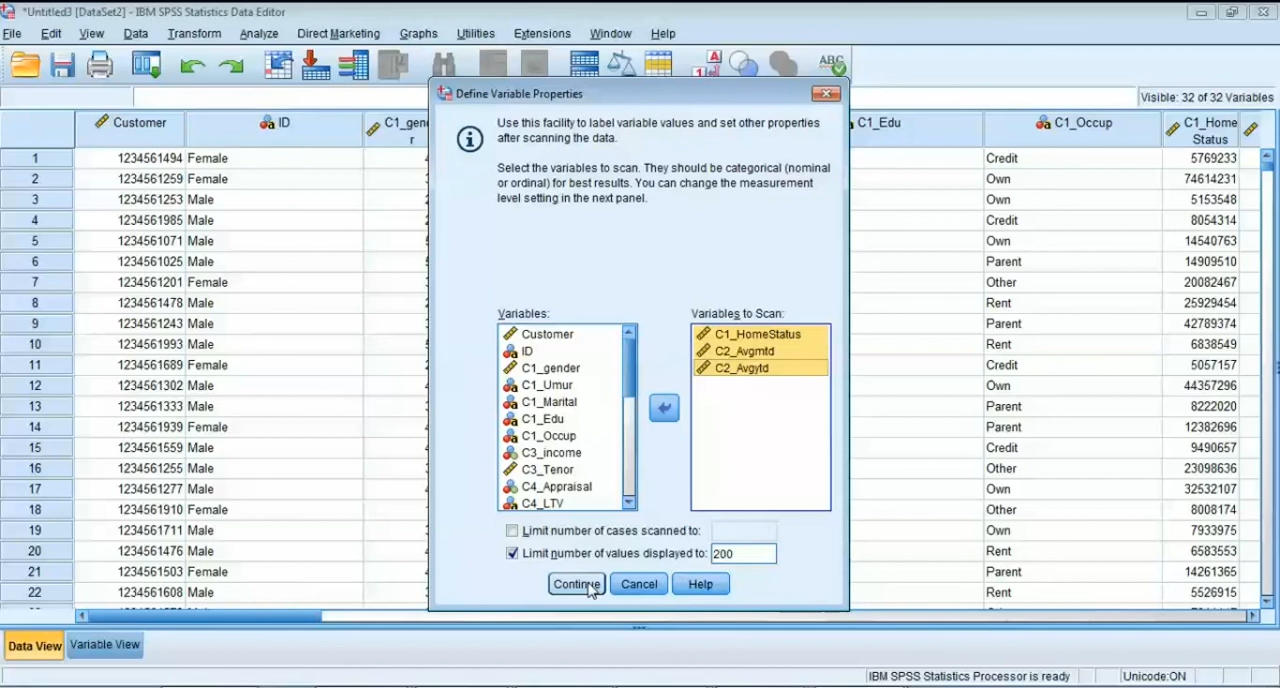 *Untitled3 [DataSet2] - IBM SPSS Statistics Data Editor
File Edit View Data Transform Analyze Direct Marketing Graphs Utilities Extensions Window Help
Visible: 32 of 32 Variables
Customer ID C1_gen r C1_Edu C1_Occup C1_Home Status
1 1234561494 Female Credit 5769233
2 1234561259 Female Own 74614231
3 1234561253 Male Own 5153548
4 1234561985 Male Credit 8054314
5 1234561071 Male Own 14540763
6 1234561025 Male Parent 14909510
7 1234561201 Female Other 20082467
8 1234561478 Male Rent 25929454
9 1234561243 Male Parent 42789374
10 1234561993 Male Rent 6838549
11 1234561689 Female Credit 5057157
12 1234561302 Male Own 44357296
13 1234561333 Male Parent 8222020
14 1234561939 Female Parent 12382696
15 1234561559 Male Credit 9490657
16 1234561255 Male Other 23098636
17 1234561277 Male Own 32532107
18 1234561910 Female Other 8008174
19 1234561711 Male Own 7933975
20 1234561476 Male Rent 6583553
21 1234561503 Female Parent 14261365
22 1234561608 Male Rent 5526915
Define Variable Properties
Use this facility to label variable values and set other properties
after scanning the data.
Select the variables to scan. They should be categorical (nominal
or ordinal) for best results. You can change the measurement
level setting in the next panel.
Variables:
Customer
ID
C1_gender
C1_Umur
C1_Marital
C1_Edu
C1_Occup
C3_income
C3_Tenor
C4_Appraisal
C4_LTV
Variables to Scan:
C1_HomeStatus
C2_Avgmtd
C2_Avgytd
Limit number of cases scanned to:
Limit number of values displayed to: 200
Continue Cancel Help
Data View Variable View
IBM SPSS Statistics Processor is ready Unicode:ON